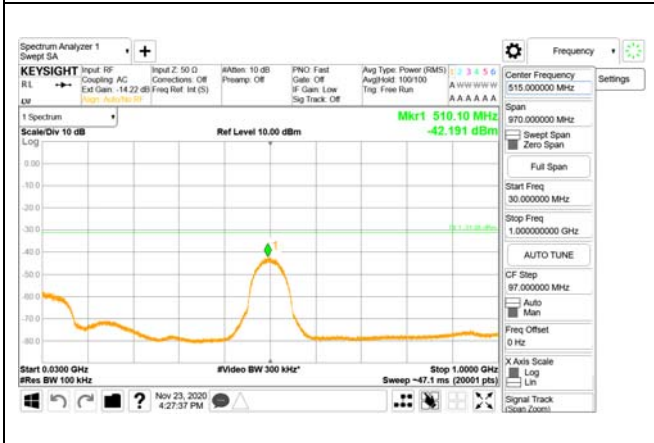 Spectrum Analyzer 1
Swept SA
+
Frequency
KEYSIGHT
Input: RF
Coupling: AC
Ext Gain: -14.22 dB
Align: Auto/No RF
Input Z: 50 Ω
Corrections: Off
Freq Ref: Int (S)
#Atten: 10 dB
Preamp: Off
PNO: Fast
Gate: Off
IF Gain: Low
Sig Track: Off
Avg Type: Power (RMS)
Avg|Hold: 100/100
Trig: Free Run
1 2 3 4 5 6
A W W W W W
A A A A A A
RL
1 Spectrum
Scale/Div 10 dB
Log
Ref Level 10.00 dBm
Mkr1 510.10 MHz
-42.191 dBm
0.00
-10.0
-20.0
-30.0
-40.0
-50.0
-60.0
-70.0
-80.0
1
Start 0.0300 GHz
#Res BW 100 kHz
#Video BW 300 kHz*
Stop 1.0000 GHz
Sweep ~47.1 ms (20001 pts)
?
Nov 23, 2020
4:27:37 PM
Center Frequency
515.000000 MHz
Settings
Span
970.000000 MHz
Swept Span
Zero Span
Full Span
Start Freq
30.000000 MHz
Stop Freq
1.000000000 GHz
AUTO TUNE
CF Step
97.000000 MHz
Auto
Man
Freq Offset
0 Hz
X Axis Scale
Log
Lin
Signal Track
(Span Zoom)